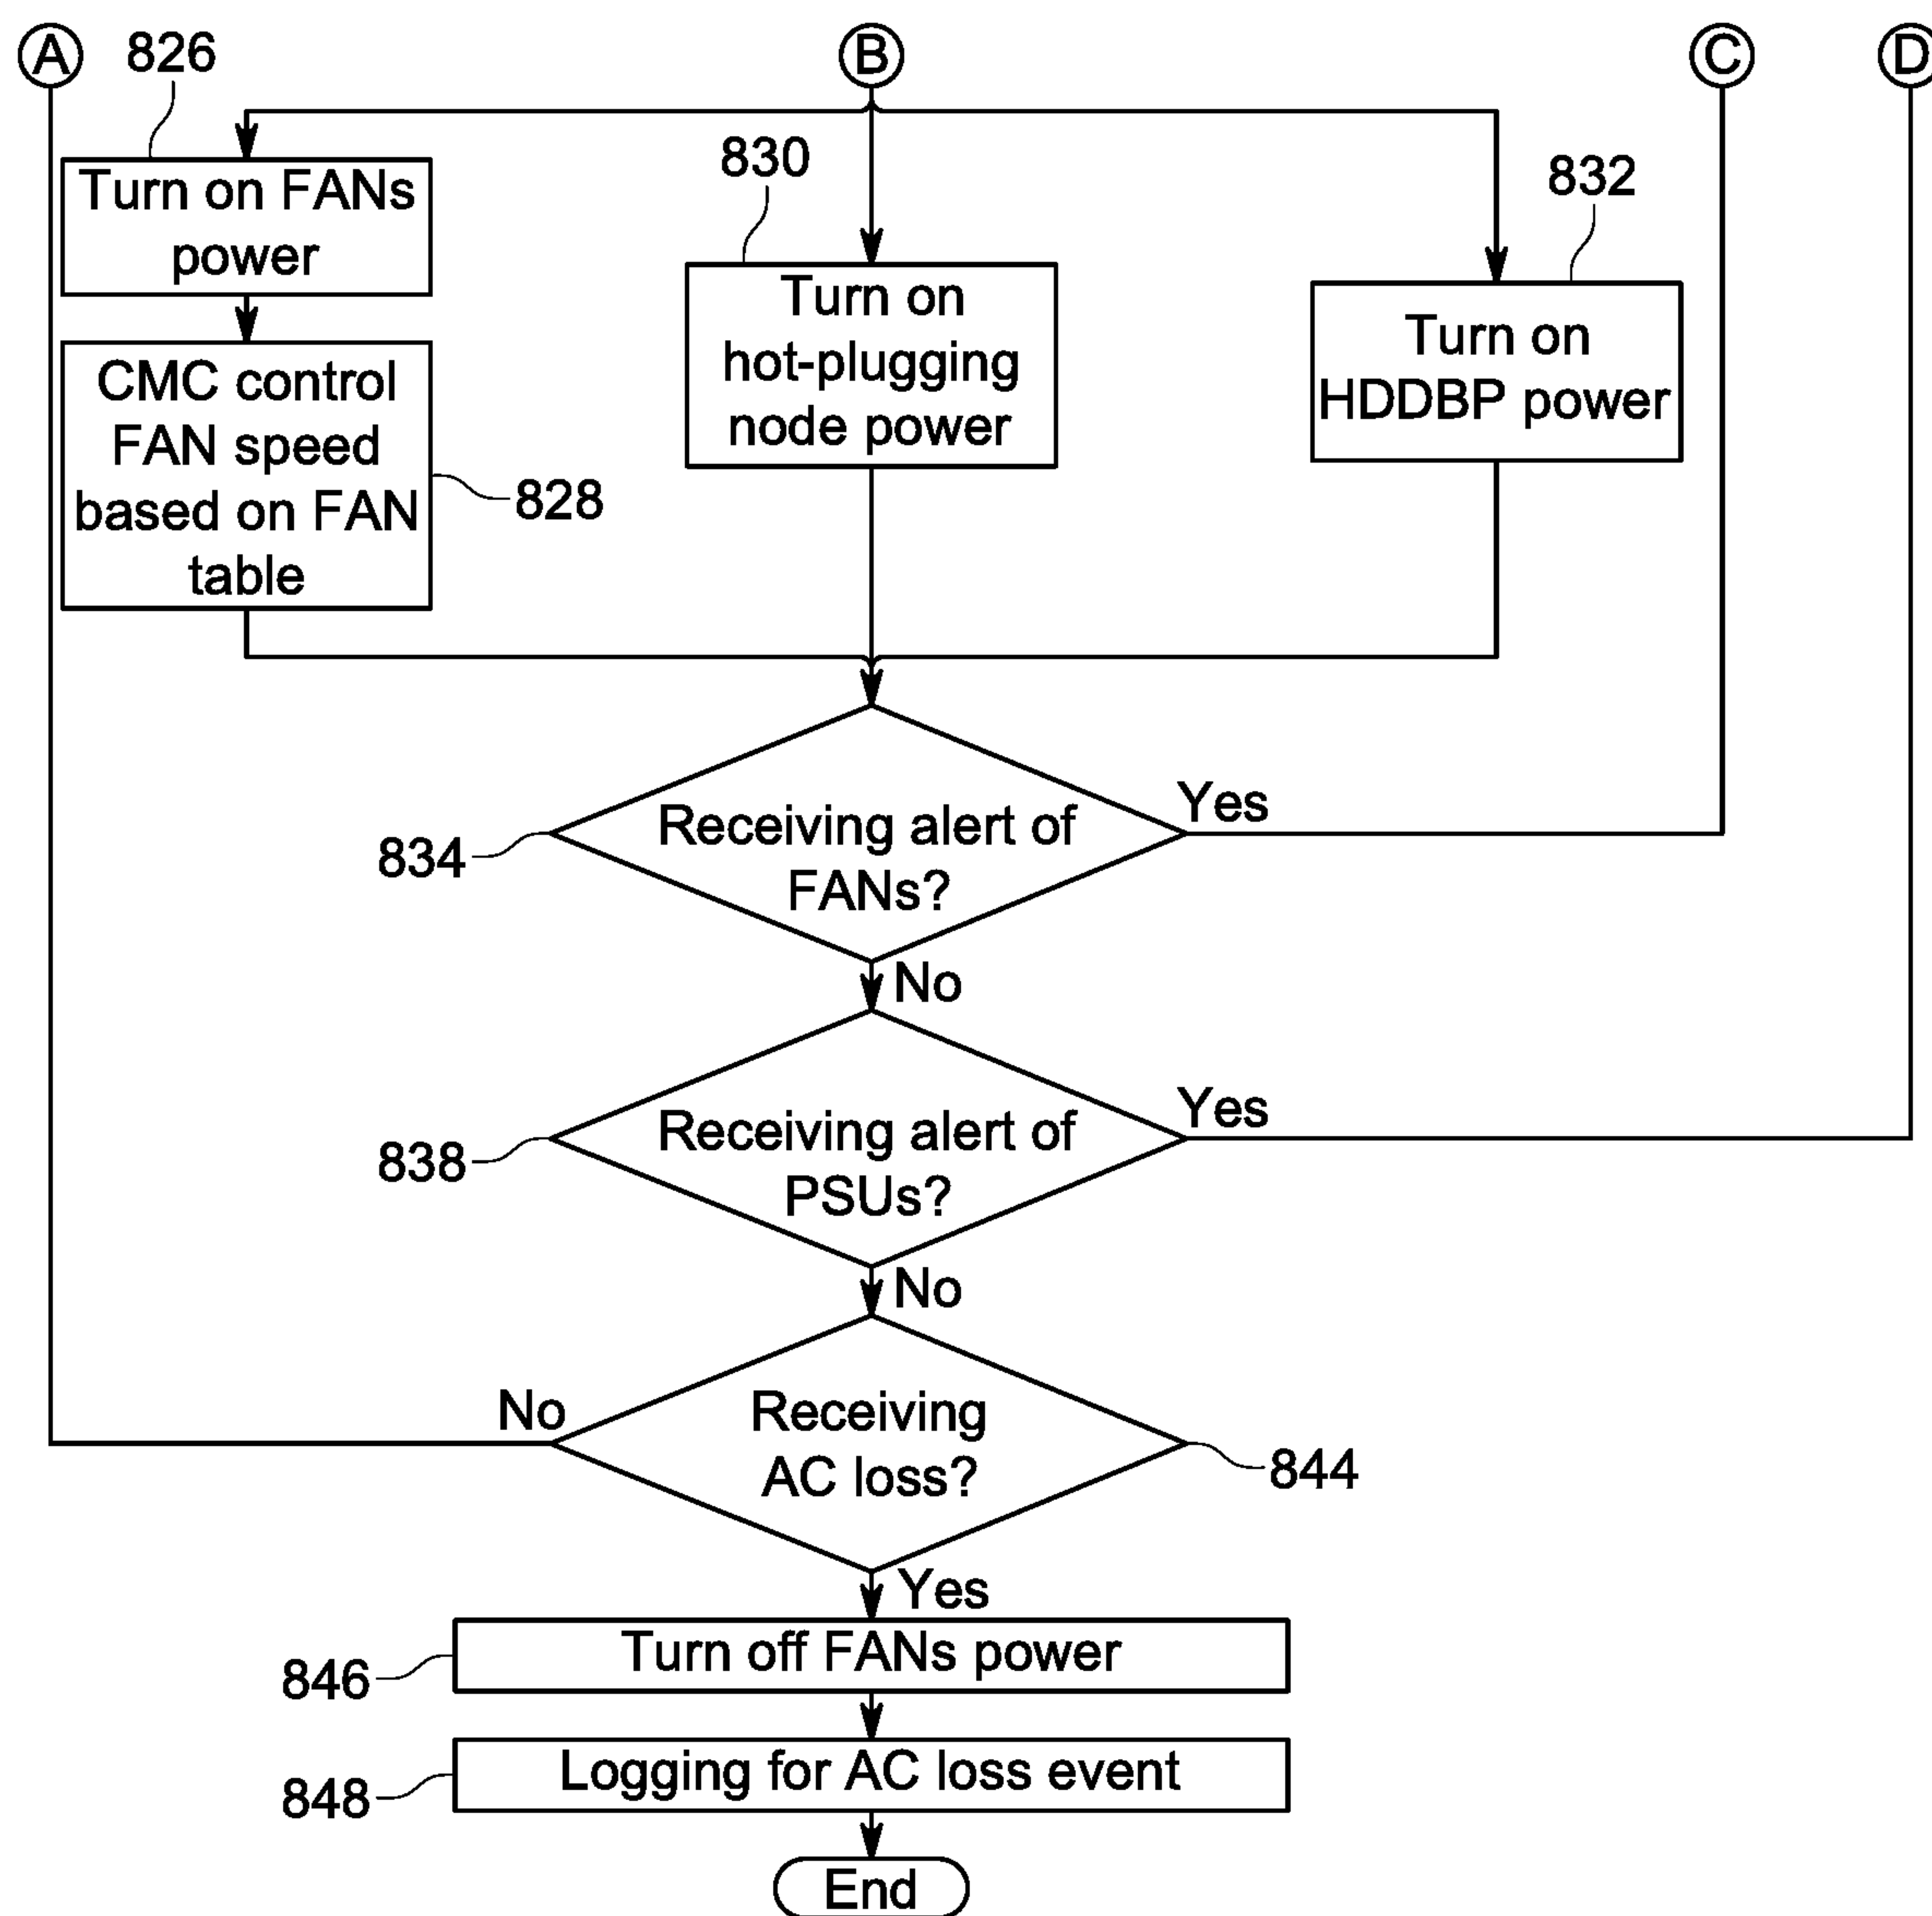 A
826
B
C
D
830
832
Turn on FANs
power
Turn on
hot-plugging
node power
Turn on
HDDBP power
CMC control
FAN speed
based on FAN
table
828
834
Receiving alert of
FANs?
Yes
No
838
Receiving alert of
PSUs?
Yes
No
No
Receiving
AC loss?
844
Yes
846
Turn off FANs power
848
Logging for AC loss event
End